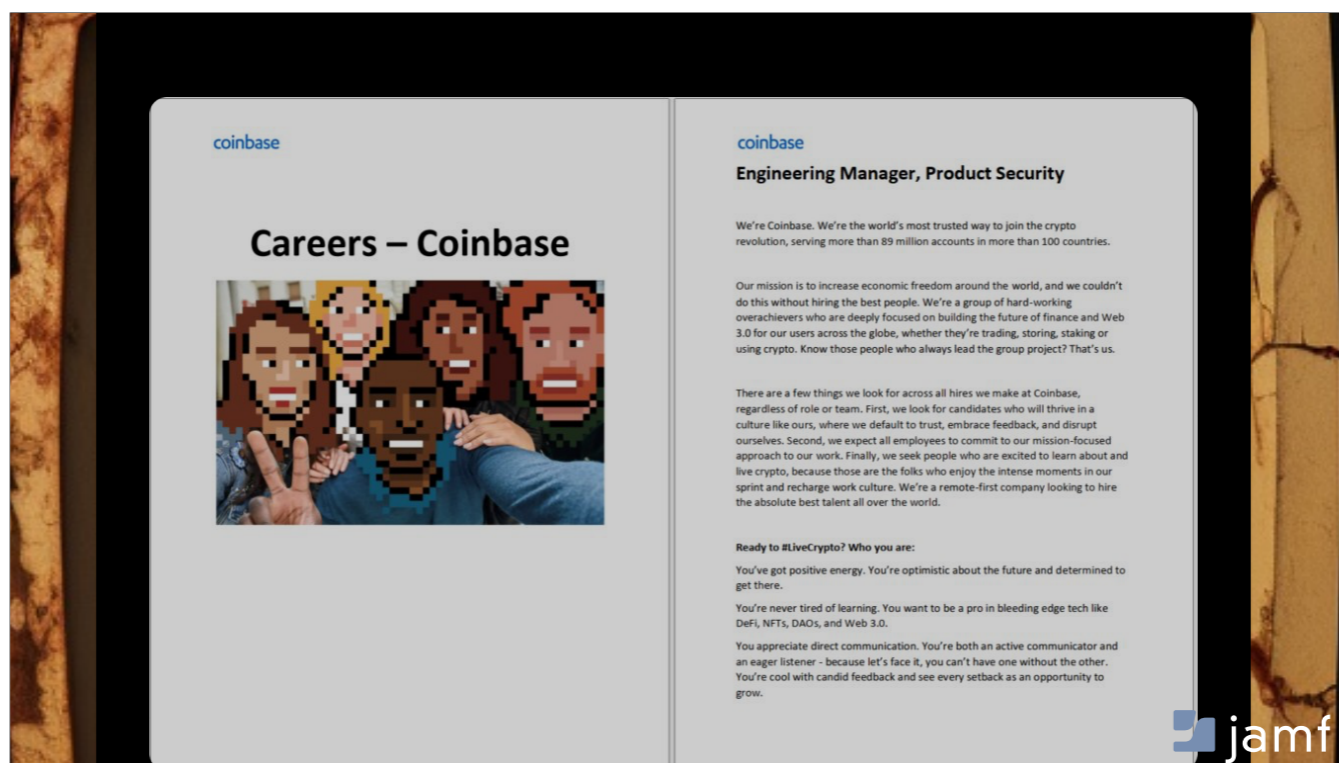 coinbase
Careers – Coinbase
coinbase
Engineering Manager, Product Security
We're Coinbase. We're the world's most trusted way to join the crypto
revolution, serving more than 89 million accounts in more than 100 countries.
Our mission is to increase economic freedom around the world, and we couldn't
do this without hiring the best people. We're a group of hard-working
overachievers who are deeply focused on building the future of finance and Web
3.0 for our users across the globe, whether they're trading, storing, staking or
using crypto. Know those people who always lead the group project? That's us.
There are a few things we look for across all hires we make at Coinbase,
regardless of role or team. First, we look for candidates who will thrive in a
culture like ours, where we default to trust, embrace feedback, and disrupt
ourselves. Second, we expect all employees to commit to our mission-focused
approach to our work. Finally, we seek people who are excited to learn about and
live crypto, because those are the folks who enjoy the intense moments in our
sprint and recharge work culture. We're a remote-first company looking to hire
the absolute best talent all over the world.
Ready to #LiveCrypto? Who you are:
You've got positive energy. You're optimistic about the future and determined to
get there.
You're never tired of learning. You want to be a pro in bleeding edge tech like
DeFi, NFTs, DAOs, and Web 3.0.
You appreciate direct communication. You're both an active communicator and
an eager listener - because let's face it, you can't have one without the other.
You're cool with candid feedback and see every setback as an opportunity to
grow.
jamf